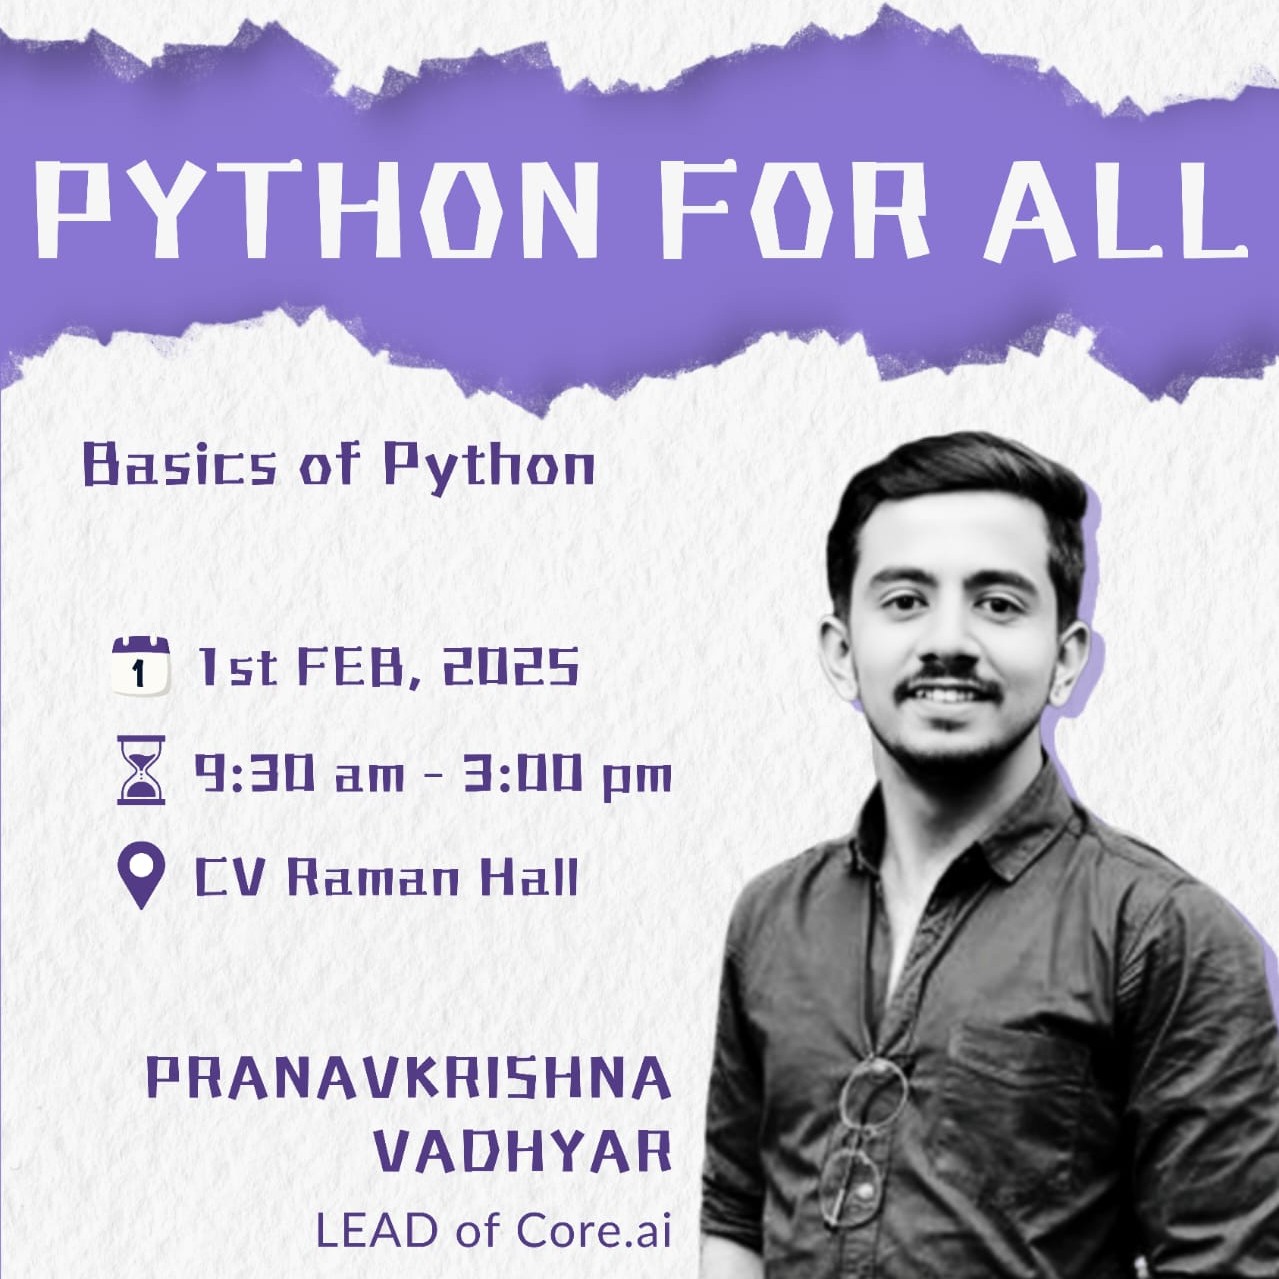 PYTHON FOR ALL
Basics of Python
1
1st FEB, 2025
9:30 am - 3:00 pm
CV Raman Hall
PRANAVKRISHNA
VADHYAR
LEAD of Core.ai